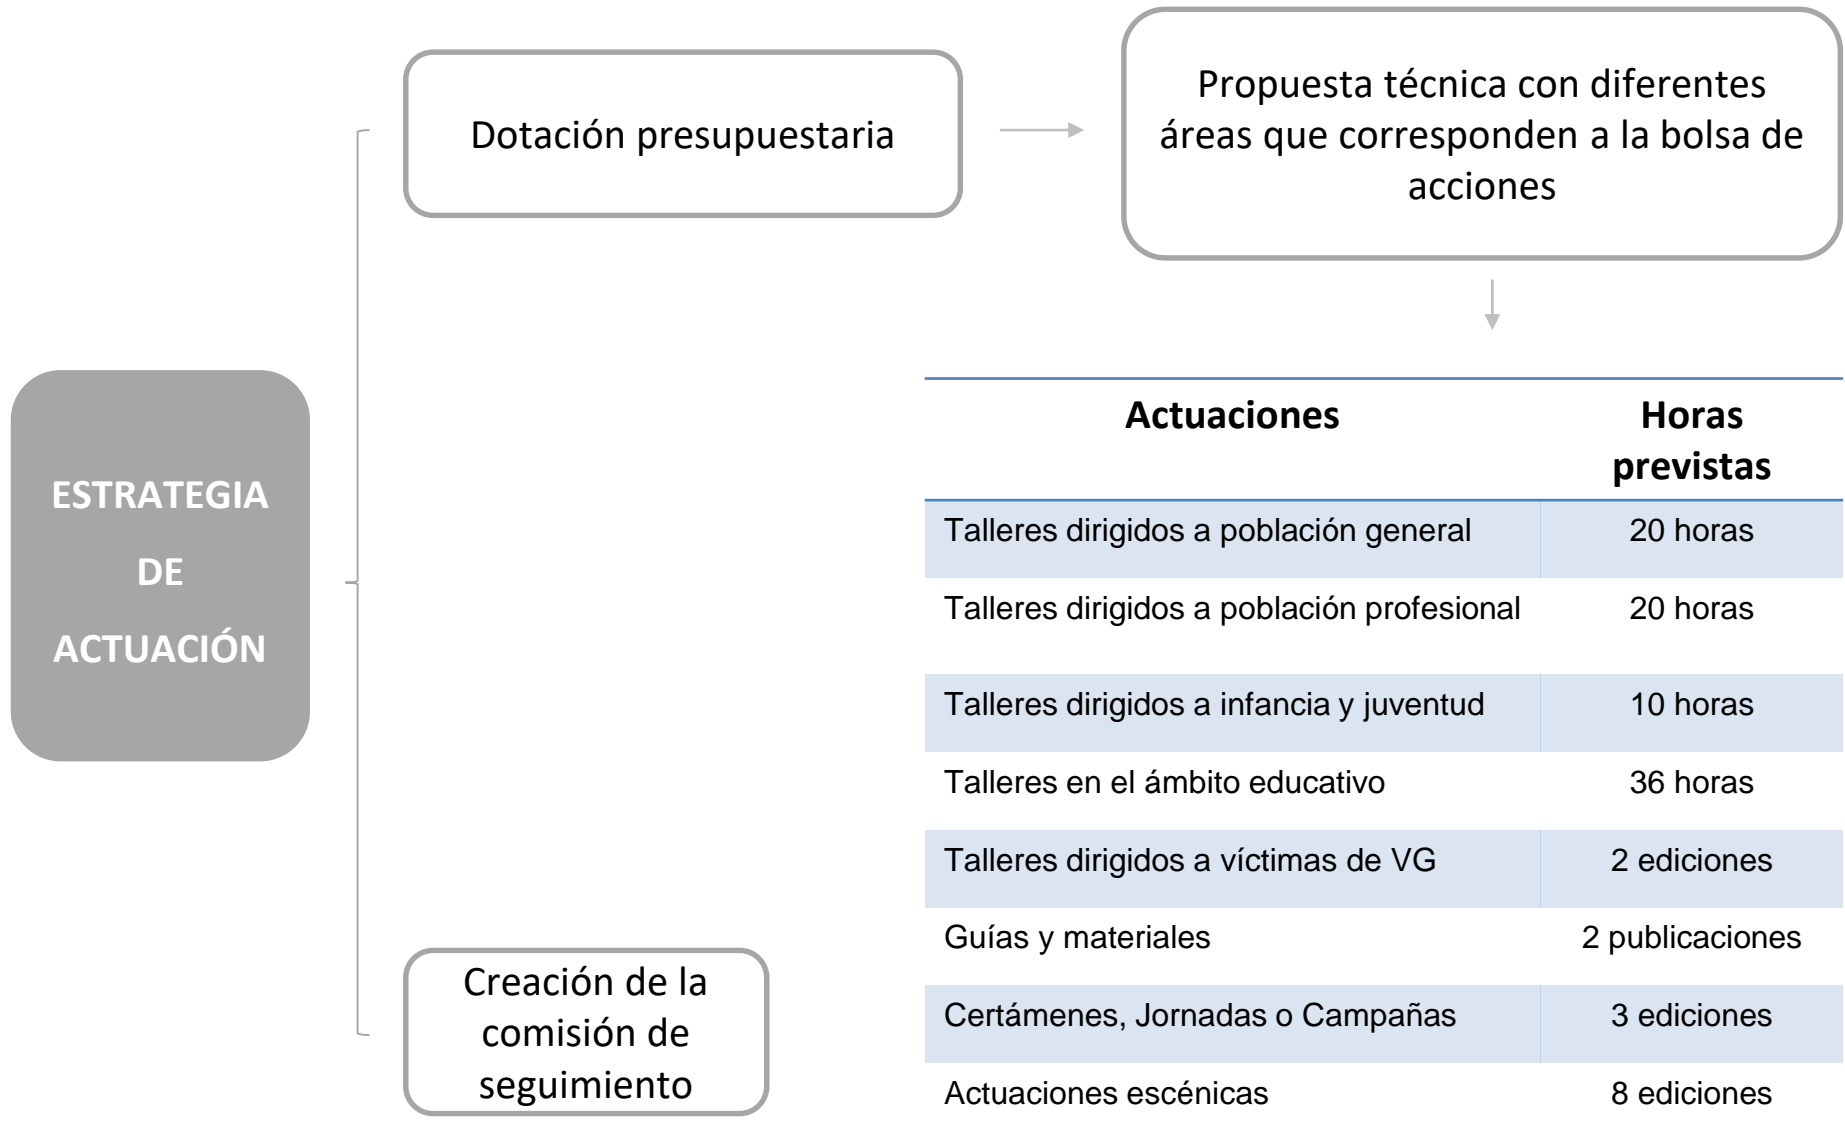 Dotación presupuestaria
Propuesta técnica con diferentes
áreas que corresponden a la bolsa de
acciones
ESTRATEGIA
DE
ACTUACIÓN
Actuaciones
Horas
previstas
Talleres dirigidos a población general
20 horas
Talleres dirigidos a población profesional
20 horas
Talleres dirigidos a infancia y juventud
10 horas
Talleres en el ámbito educativo
36 horas
Talleres dirigidos a víctimas de VG
2 ediciones
Guías y materiales
2 publicaciones
Certámenes, Jornadas o Campañas
3 ediciones
Actuaciones escénicas
8 ediciones
Creación de la
comisión de
seguimiento